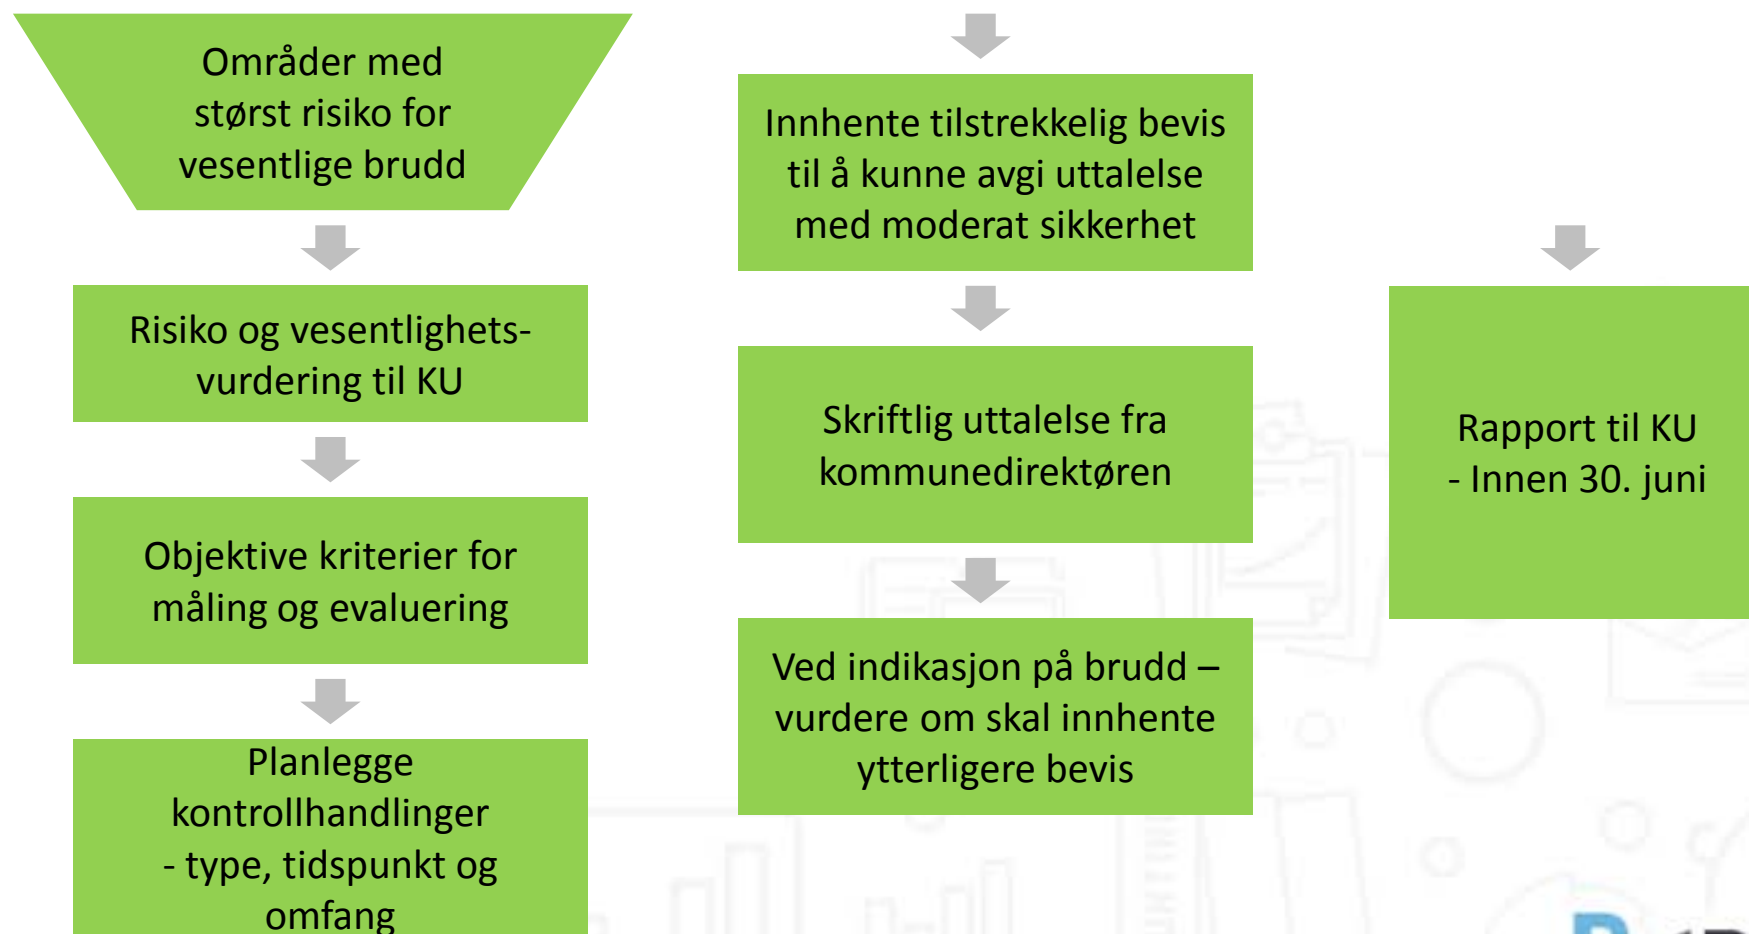 Områder med
størst risiko for
vesentlige brudd
Risiko og vesentlighets-
vurdering til KU
Objektive kriterier for
måling og evaluering
Planlegge
kontrollhandlinger
- type, tidspunkt og
omfang
Innhente tilstrekkelig bevis
til å kunne avgi uttalelse
med moderat sikkerhet
Skriftlig uttalelse fra
kommunedirektøren
Ved indikasjon på brudd –
vurdere om skal innhente
ytterligere bevis
Rapport til KU
- Innen 30. juni